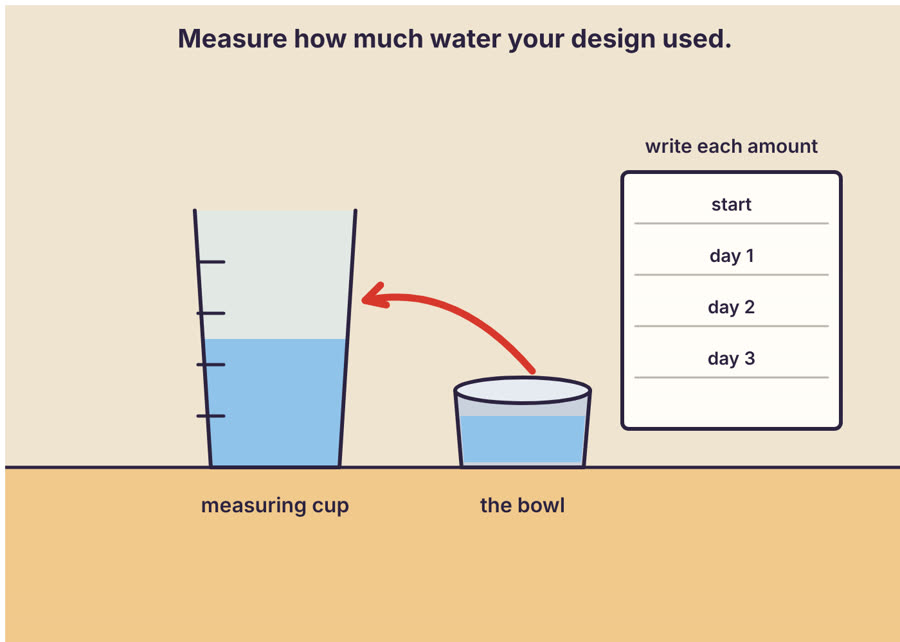 Measure how much water your design used.
write each amount
start
day 1
day 2
day 3
measuring cup
the bowl